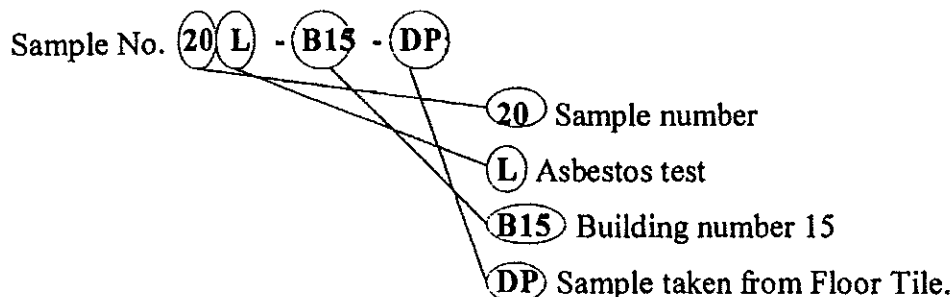 Sample No. 20 L - B15 - DP
20 Sample number
L Asbestos test
B15 Building number 15
DP Sample taken from Floor Tile,